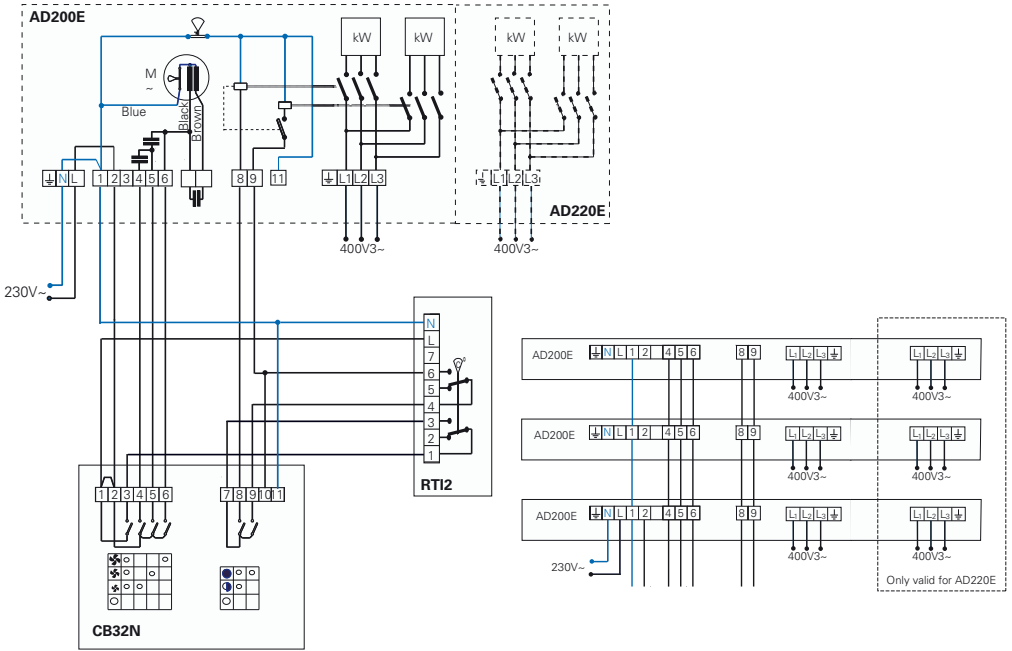 AD200E
kW kW kW kW
M
~
Blue
Black
Brown
N L 1 2 3 4 5 6 8 9 11 L1 L2 L3 L1 L2 L3
AD220E
400V3~ 400V3~
230V~
N
L
7
6
5
4
3
2
1
RTI2
1 2 3 4 5 6 7 8 9 10 11
CB32N
AD200E N L 1 2 4 5 6 8 9 L1 L2 L3 L1 L2 L3
400V3~ 400V3~
AD200E N L 1 2 4 5 6 8 9 L1 L2 L3 L1 L2 L3
400V3~ 400V3~
AD200E N L 1 2 4 5 6 8 9 L1 L2 L3 L1 L2 L3
400V3~ 400V3~
230V~
Only valid for AD220E